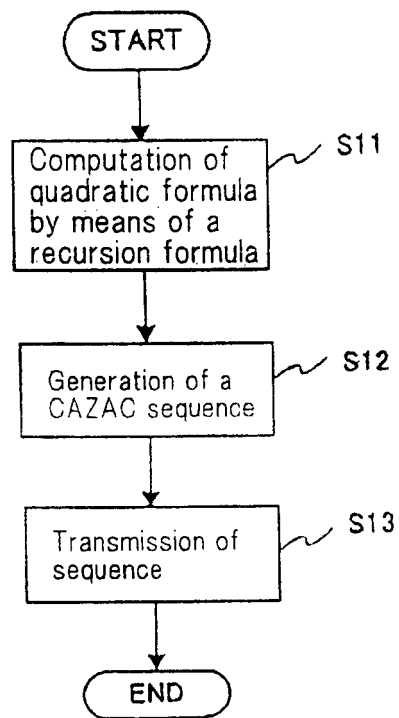 START
Computation of
quadratic formula
by means of a
recursion formula
S11
Generation of a
CAZAC sequence
S12
Transmission of
sequence
S13
END